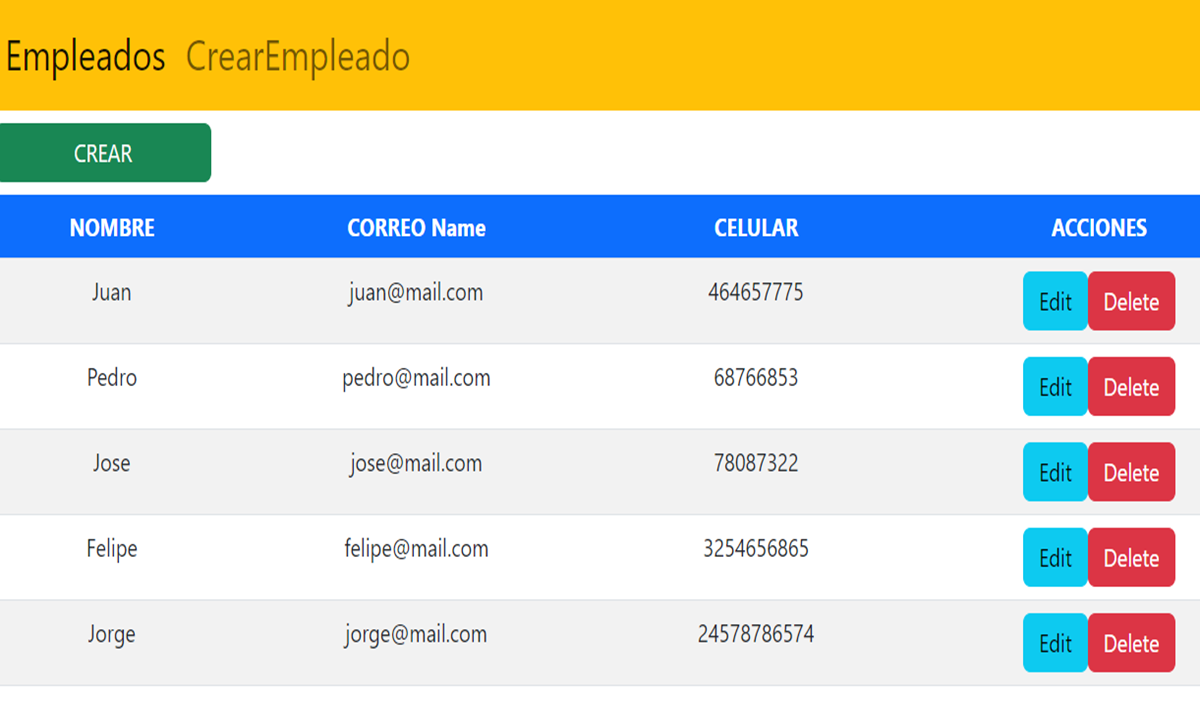 Empleados CrearEmpleado
CREAR
NOMBRE CORREO Name CELULAR ACCIONES
Juan juan@mail.com 464657775 Edit Delete
Pedro pedro@mail.com 68766853 Edit Delete
Jose jose@mail.com 78087322 Edit Delete
Felipe felipe@mail.com 3254656865 Edit Delete
Jorge jorge@mail.com 24578786574 Edit Delete